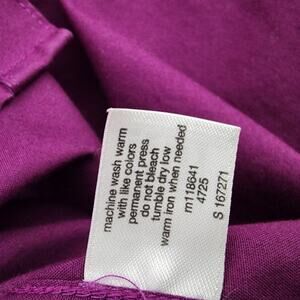 machine wash warm
with like colors
permanent press
do not bleach
tumble dry low
warm iron when needed
m118641
4725
S 167271